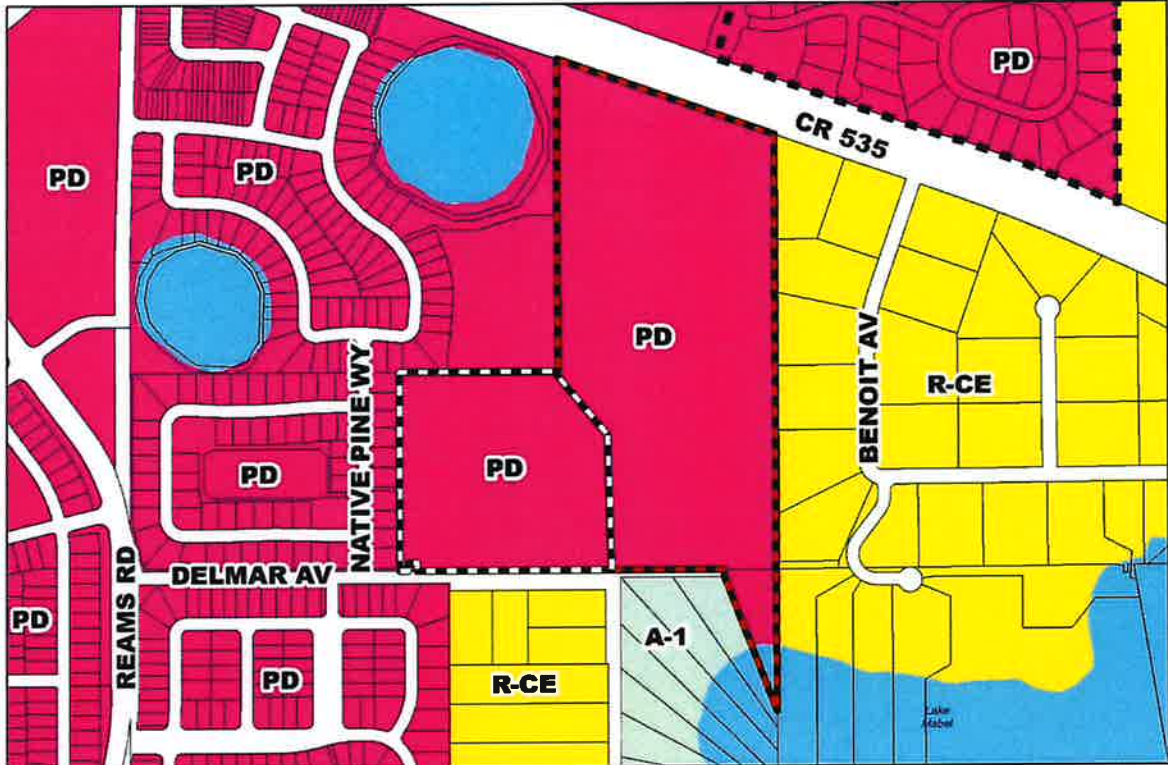 PD
PD
PD
CR 535
PD
BENOIT AV
R-CE
NATIVE PINE WY
PD
PD
REAMS RD
DELMAR AV
PD
A-1
PD
R-CE
Lake
Mabel